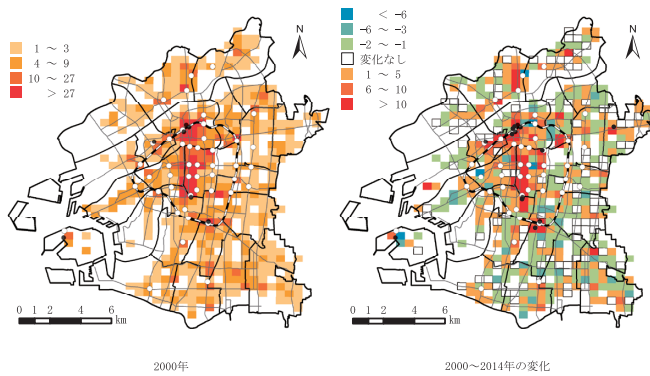 N
1 ～ 3
4 ～ 9
10 ～ 27
> 27
0 1 2 4 6
km
2000年
N
< -6
-6 ～ -3
-2 ～ -1
変化なし
1 ～ 5
6 ～ 10
> 10
0 1 2 4 6
km
2000～2014年の変化